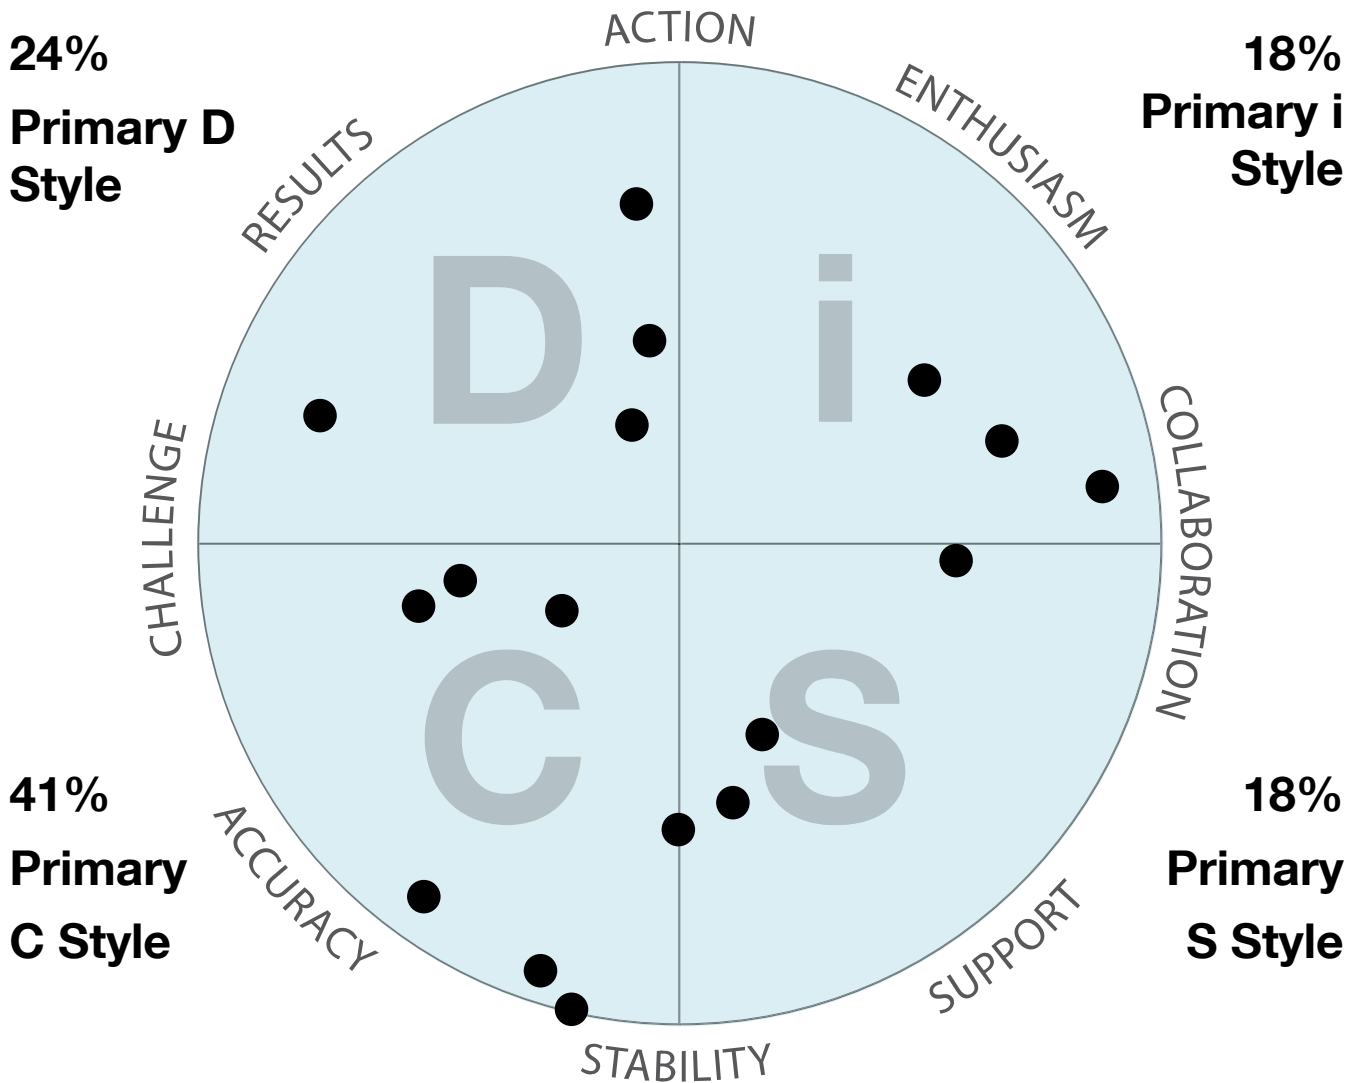 ACTION
24%
Primary D
Style
18%
Primary i
Style
RESULTS
ENTHUSIASM
D
i
CHALLENGE
COLLABORATION
C
S
41%
Primary
C Style
18%
Primary
S Style
ACCURACY
SUPPORT
STABILITY